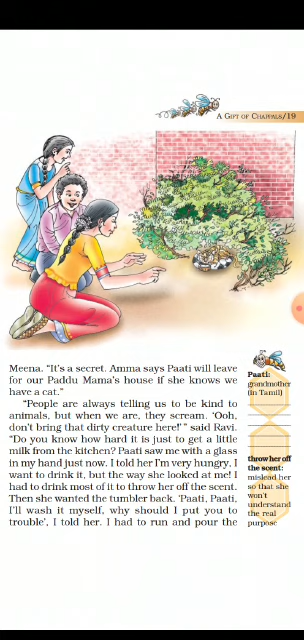 A GIFT OF CHAPPALS/19
Meena. “It's a secret. Amma says Paati will leave
for our Paddu Mama's house if she knows we
have a cat.”
“People are always telling us to be kind to
animals, but when we are, they scream. ‘Ooh,
don't bring that dirty creature here!’ ” said Ravi.
“Do you know how hard it is just to get a little
milk from the kitchen? Paati saw me with a glass
in my hand just now. I told her I'm very hungry, I
want to drink it, but the way she looked at me! I
had to drink most of it to throw her off the scent.
Then she wanted the tumbler back. ‘Paati, Paati,
I'll wash it myself, why should I put you to
trouble’, I told her. I had to run and pour the
Paati:
grandmother
(in Tamil)
throw her off
the scent:
mislead her
so that she
won't
understand
the real
purpose